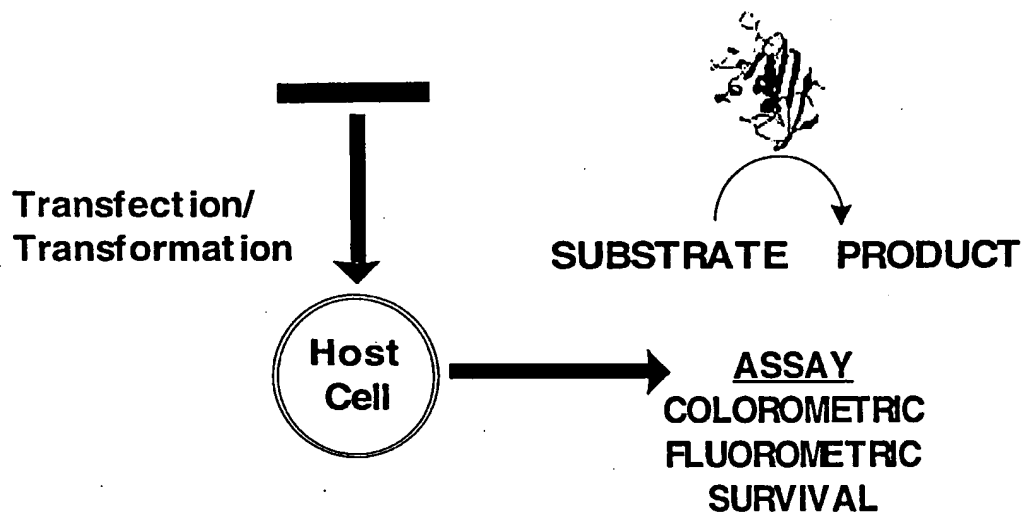 Transfection/
Transformation
SUBSTRATE PRODUCT
Host
Cell
ASSAY
COLOROMETRIC
FLUOROMETRIC
SURVIVAL